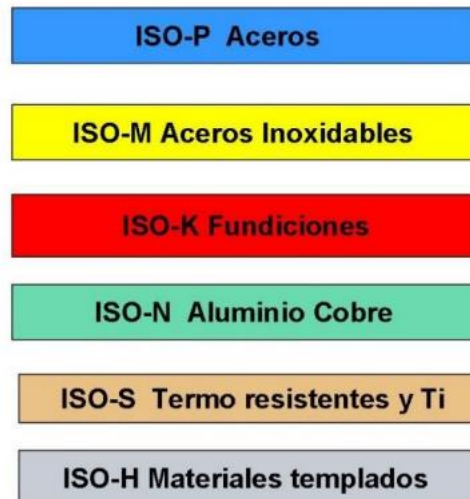 ISO-P Aceros
ISO-M Aceros Inoxidables
ISO-K Fundiciones
ISO-N Aluminio Cobre
ISO-S Termo resistentes y Ti
ISO-H Materiales templados